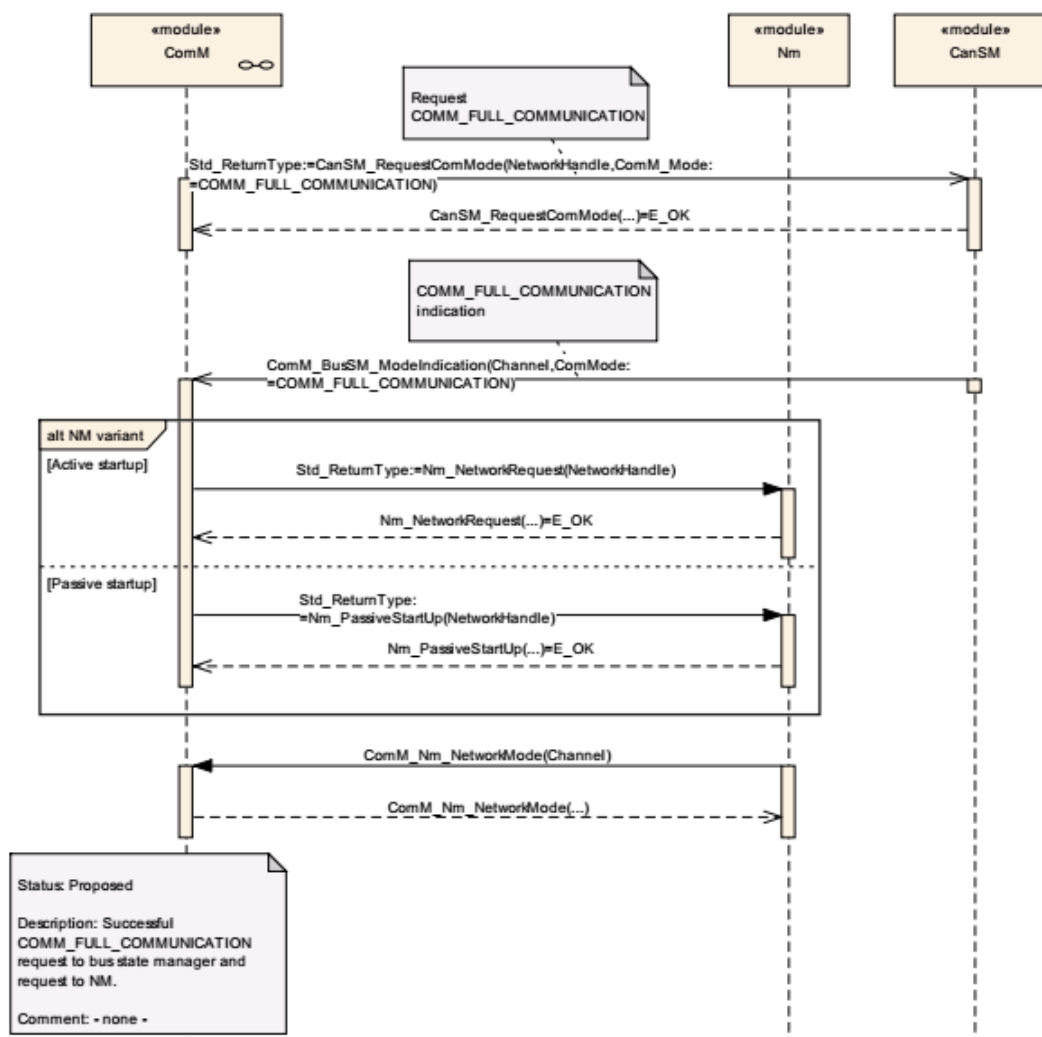 «module»
ComM
«module»
Nm
«module»
CanSM
Request
COMM_FULL_COMMUNICATION
Std_ReturnType:=CanSM_RequestComMode(NetworkHandle,ComM_Mode:
=COMM_FULL_COMMUNICATION)
CanSM_RequestComMode(...)=E_OK
COMM_FULL_COMMUNICATION
indication
ComM_BusSM_ModeIndication(Channel,ComMode:
=COMM_FULL_COMMUNICATION)
alt NM variant
[Active startup]
Std_ReturnType:=Nm_NetworkRequest(NetworkHandle)
Nm_NetworkRequest(...)=E_OK
[Passive startup]
Std_ReturnType:
=Nm_PassiveStartUp(NetworkHandle)
Nm_PassiveStartUp(...)=E_OK
ComM_Nm_NetworkMode(Channel)
ComM_Nm_NetworkMode(...)
Status: Proposed
Description: Successful
COMM_FULL_COMMUNICATION
request to bus state manager and
request to NM.
Comment: - none -